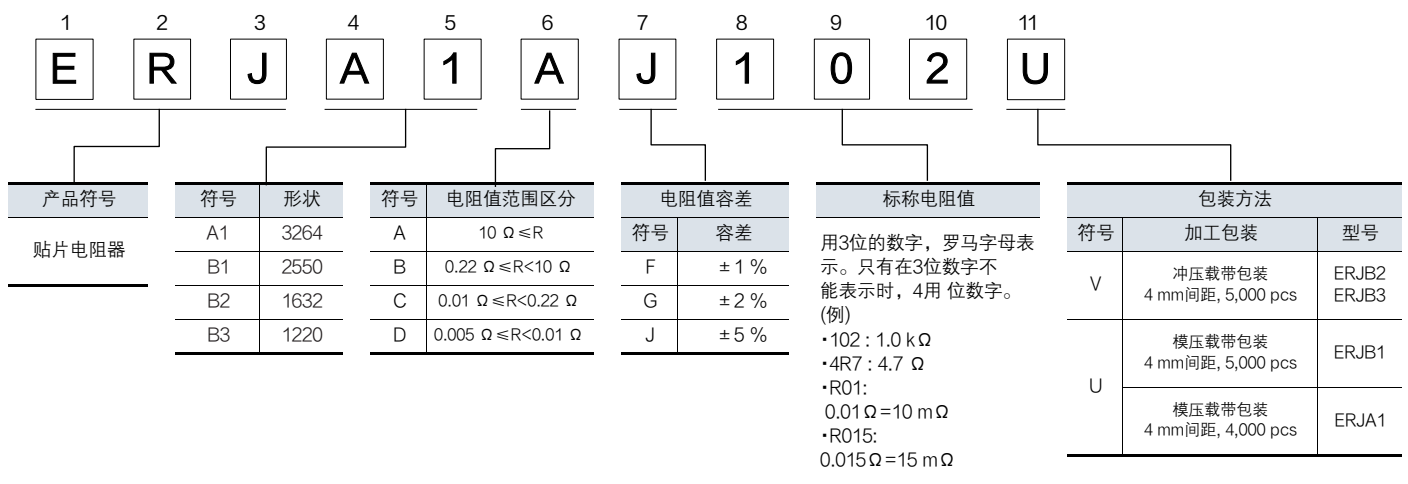 1 2 3 4 5 6 7 8 9 10 11
E R J A 1 A J 1 0 2 U
产品符号
贴片电阻器
符号 形状
A1 3264
B1 2550
B2 1632
B3 1220
符号 电阻值范围区分
A 10 Ω≤R
B 0.22 Ω≤R<10 Ω
C 0.01 Ω≤R<0.22 Ω
D 0.005 Ω≤R<0.01 Ω
电阻值容差
符号 容差
F ±1 %
G ±2 %
J ±5 %
标称电阻值
用3位的数字，罗马字母表
示。只有在3位数字不
能表示时，4用 位数字。
(例)
･102 : 1.0 kΩ
･4R7 : 4.7 Ω
･R01:
0.01Ω=10 mΩ
･R015:
0.015Ω=15 mΩ
包装方法
符号 加工包装 型号
V
冲压载带包装
4 mm间距, 5,000 pcs
ERJB2
ERJB3
U
模压载带包装
4 mm间距, 5,000 pcs
ERJB1
模压载带包装
4 mm间距, 4,000 pcs
ERJA1